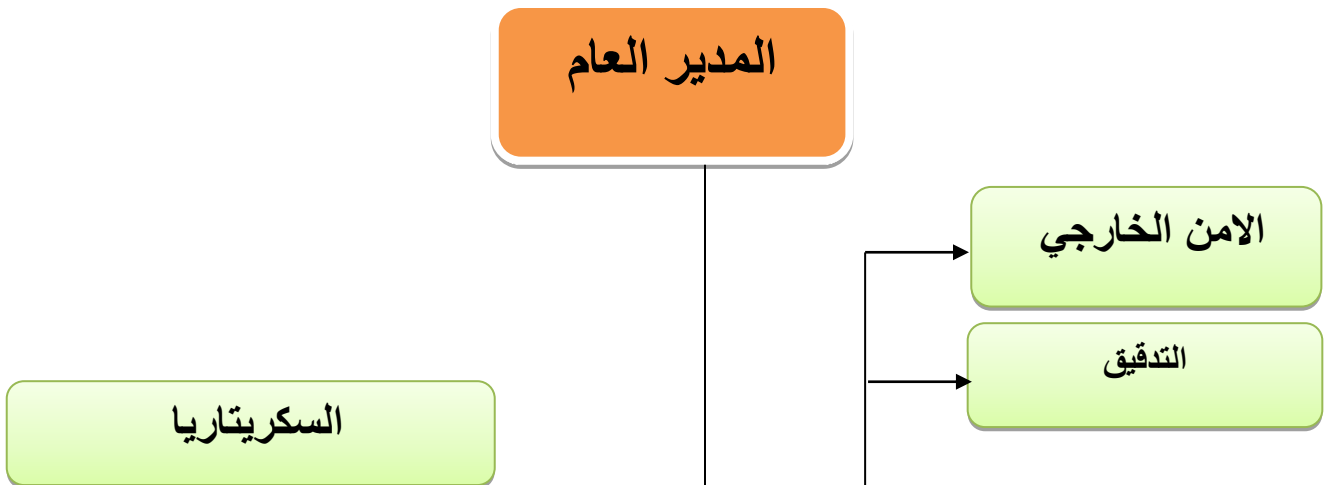 المدير العام
الامن الخارجي
التدقيق
السكريتاريا